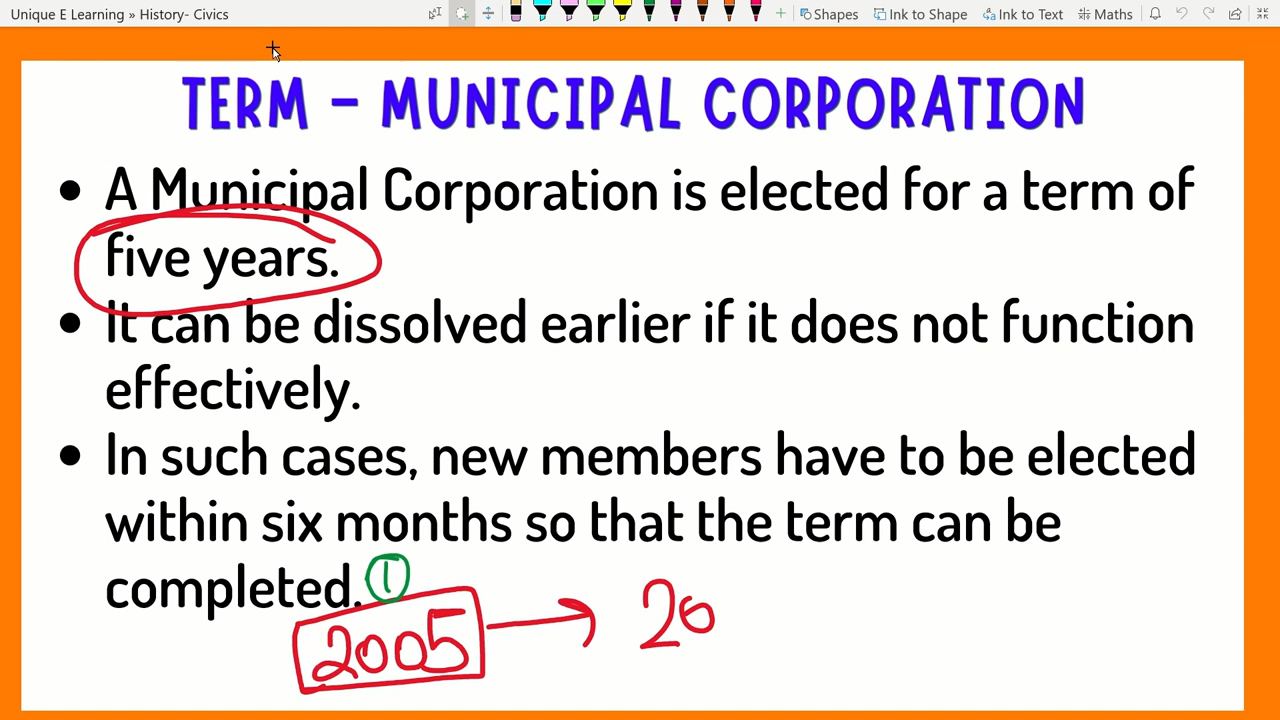 Unique E Learning » History- Civics
Shapes Ink to Shape Ink to Text Maths
TERM - MUNICIPAL CORPORATION
• A Municipal Corporation is elected for a term of
five years.
• It can be dissolved earlier if it does not function
effectively.
• In such cases, new members have to be elected
within six months so that the term can be
completed. ①
2005 → 20